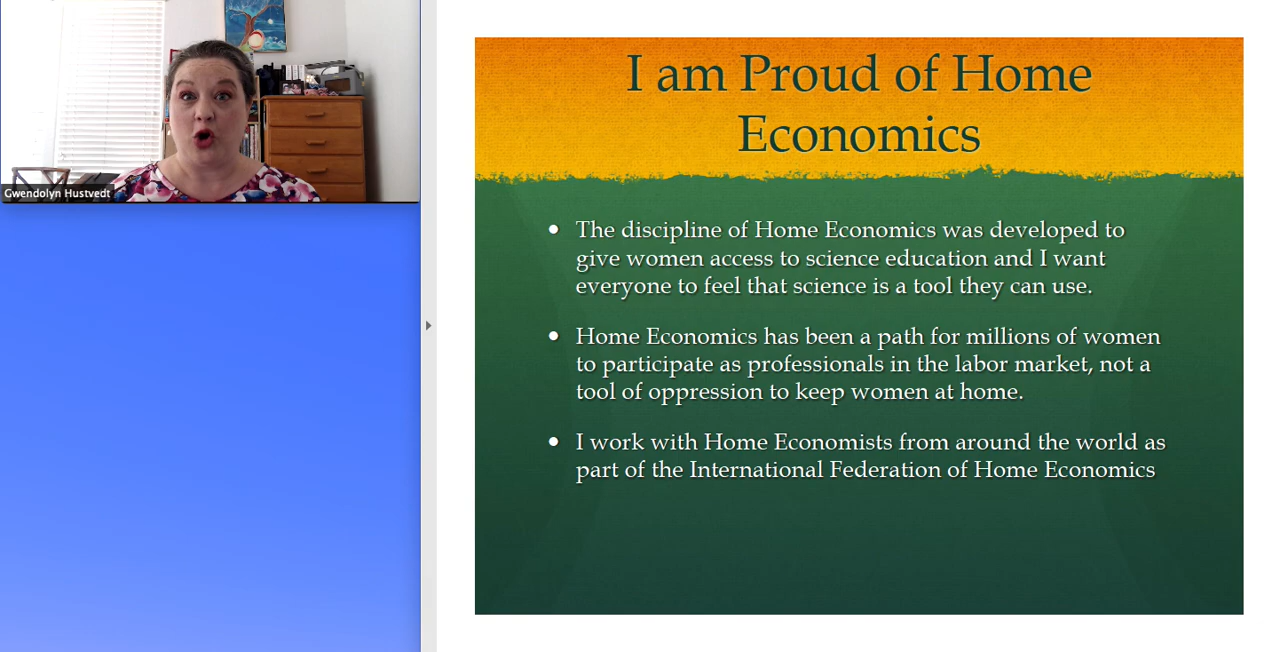 Gwendolyn Hustvedt
I am Proud of Home
Economics
• The discipline of Home Economics was developed to
give women access to science education and I want
everyone to feel that science is a tool they can use.
• Home Economics has been a path for millions of women
to participate as professionals in the labor market, not a
tool of oppression to keep women at home.
• I work with Home Economists from around the world as
part of the International Federation of Home Economics